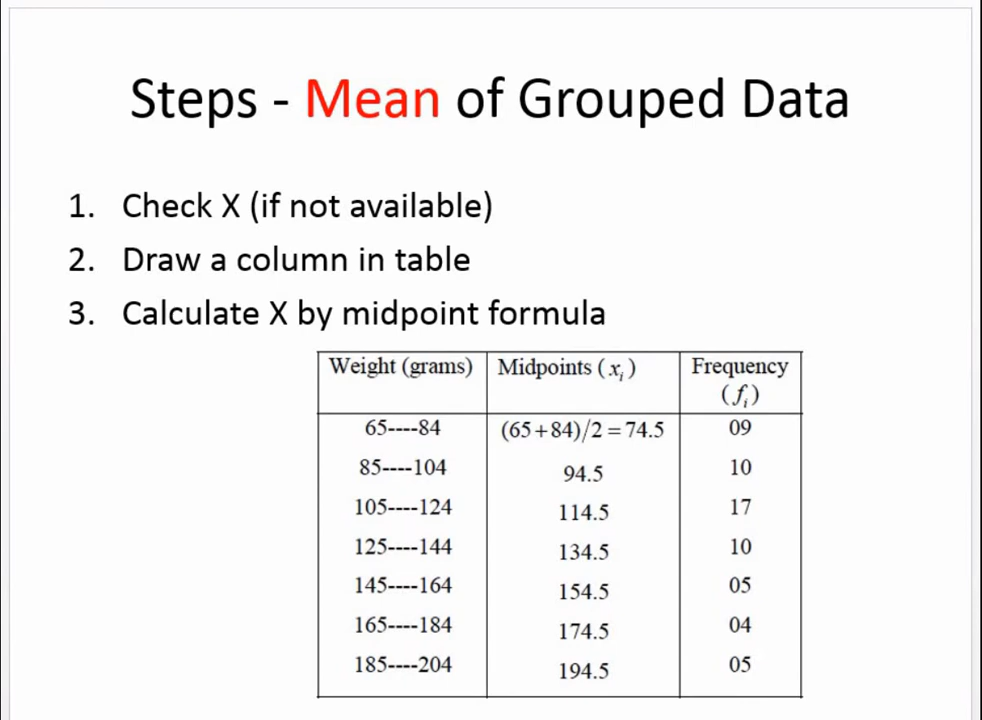 Steps - Mean of Grouped Data
1. Check X (if not available)
2. Draw a column in table
3. Calculate X by midpoint formula
Weight (grams) Midpoints (xᵢ) Frequency
(fᵢ)
65----84 (65+84)/2=74.5 09
85----104 94.5 10
105----124 114.5 17
125----144 134.5 10
145----164 154.5 05
165----184 174.5 04
185----204 194.5 05